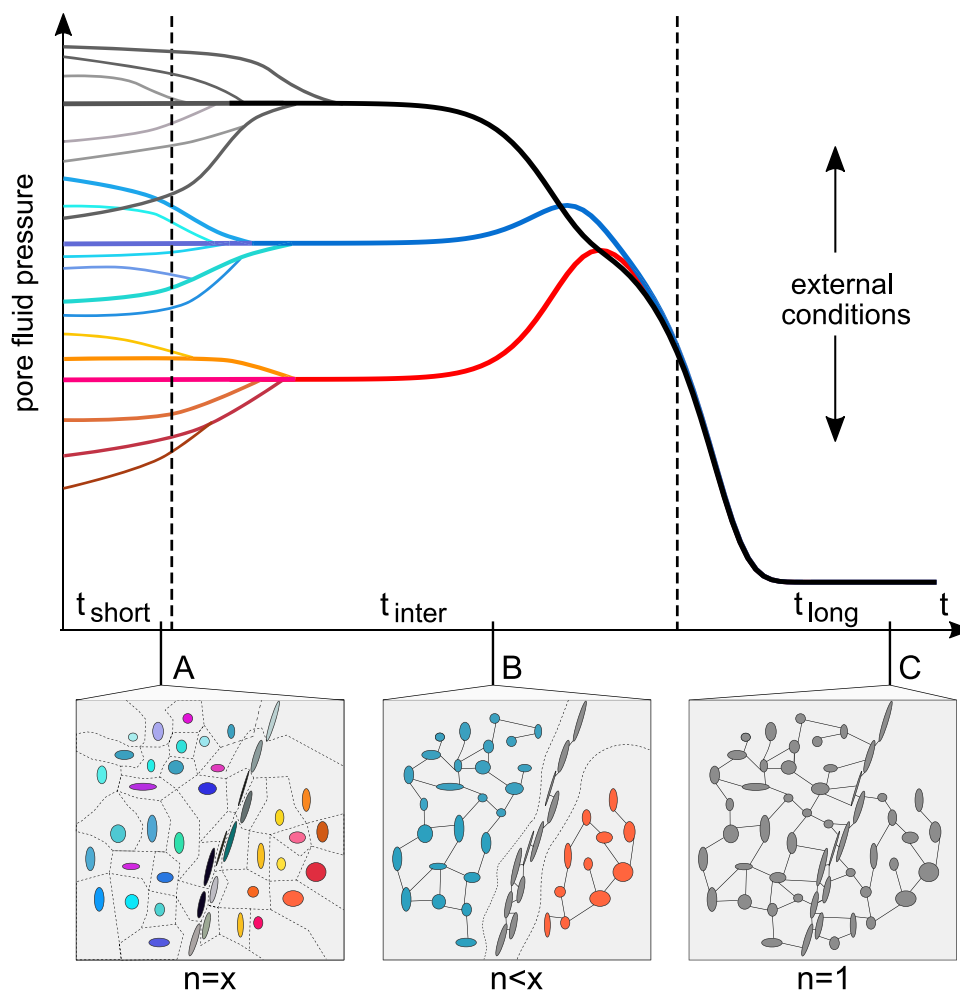 pore fluid pressure
external
conditions
t short
t inter
t long
t
A
B
C
n=x
n<x
n=1